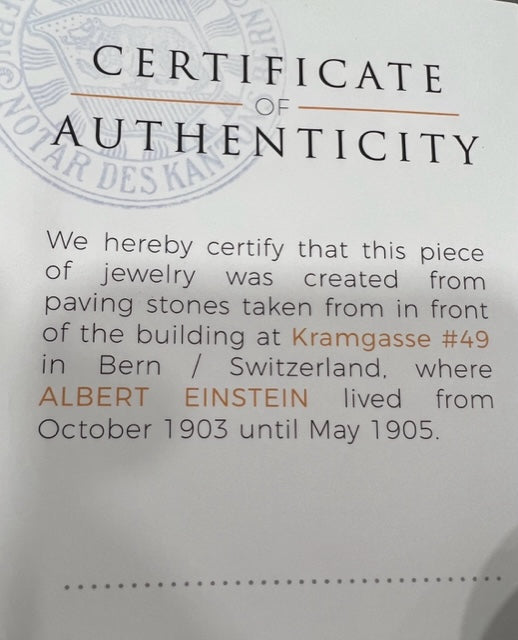 CERTIFICATE
OF
AUTHENTICITY
NOTAR DES KAN
We hereby certify that this piece
of jewelry was created from
paving stones taken from in front
of the building at Kramgasse #49
in Bern / Switzerland, where
ALBERT EINSTEIN lived from
October 1903 until May 1905.